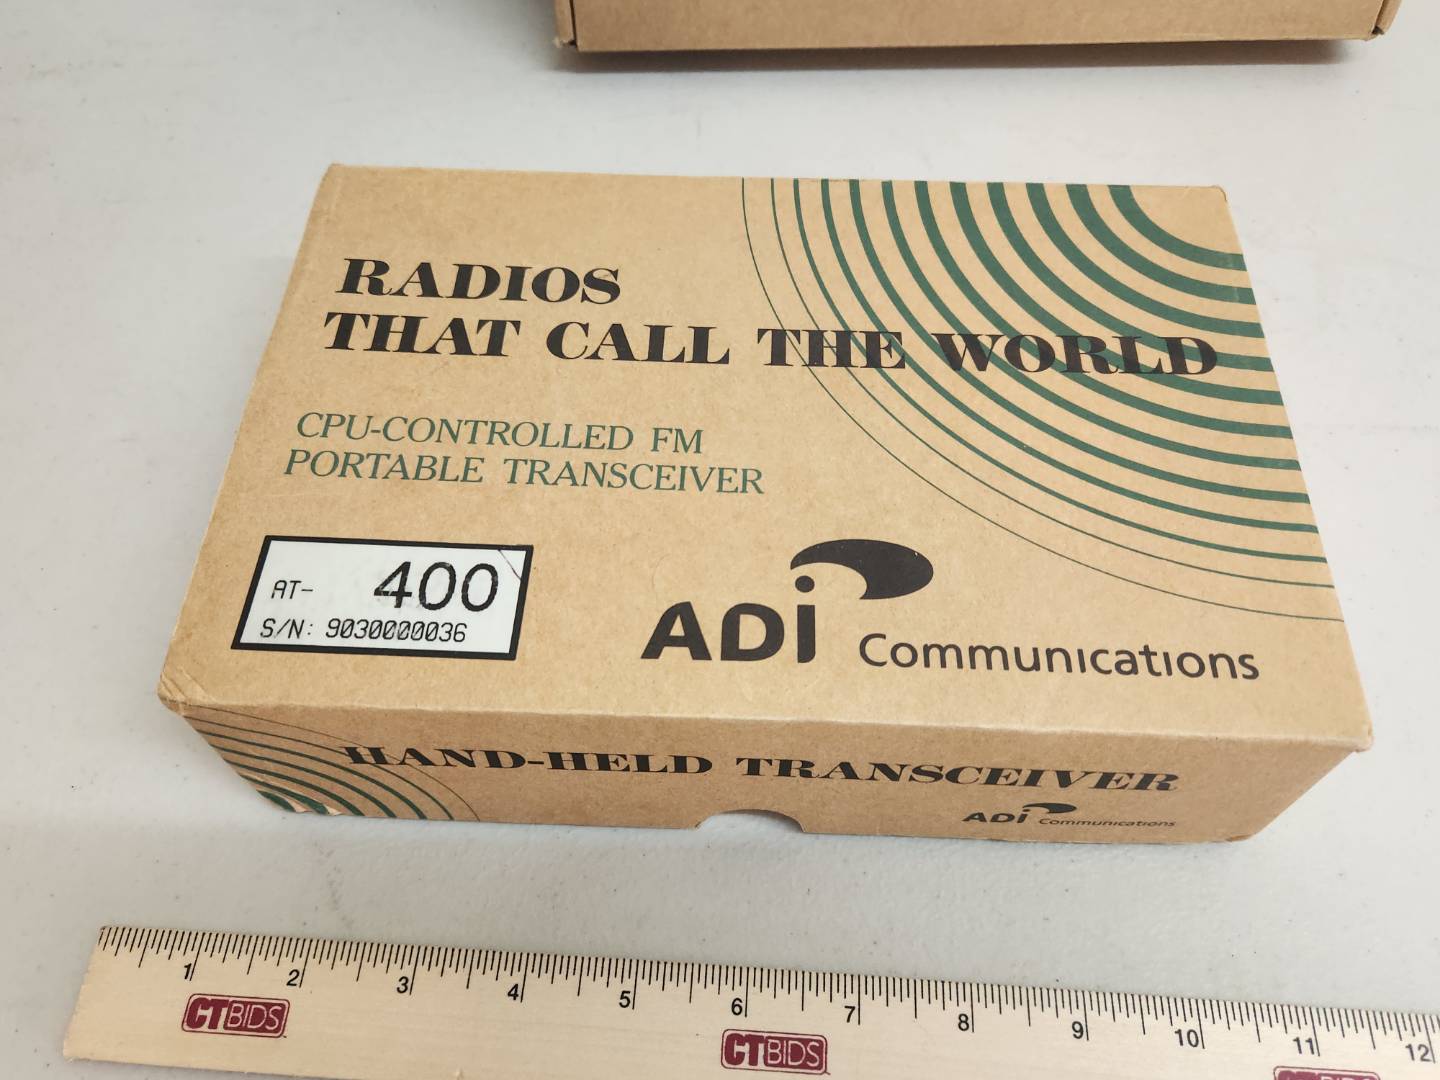 RADIOS
THAT CALL THE WORLD
CPU-CONTROLLED FM
PORTABLE TRANSCEIVER
AT- 400
S/N: 9030000036
ADi Communications
HAND-HELD TRANSCEIVER
ADi Communications
1 2 3 4 5 6 7 8 9 10 11 12
CTBIDS CTBIDS